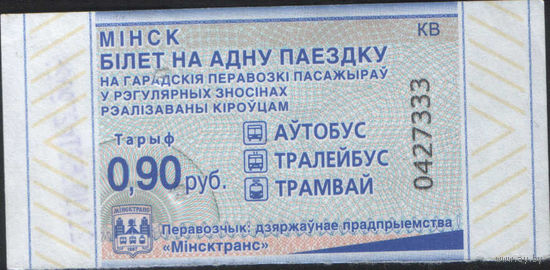 МІНСК
КВ
БІЛЕТ НА АДНУ ПАЕЗДКУ
НА ГАРАДСКІЯ ПЕРАВОЗКІ ПАСАЖЫРАЎ
У РЭГУЛЯРНЫХ ЗНОСІНАХ
РЭАЛІЗАВАНЫ КІРОЎЦАМ
Тарыф
0,90 руб.
АЎТОБУС
ТРАЛЕЙБУС
ТРАМВАЙ
0427333
МІНСКТРАНС
Перавозчык: дзяржаўнае прадпрыемства
«Мінсктранс»